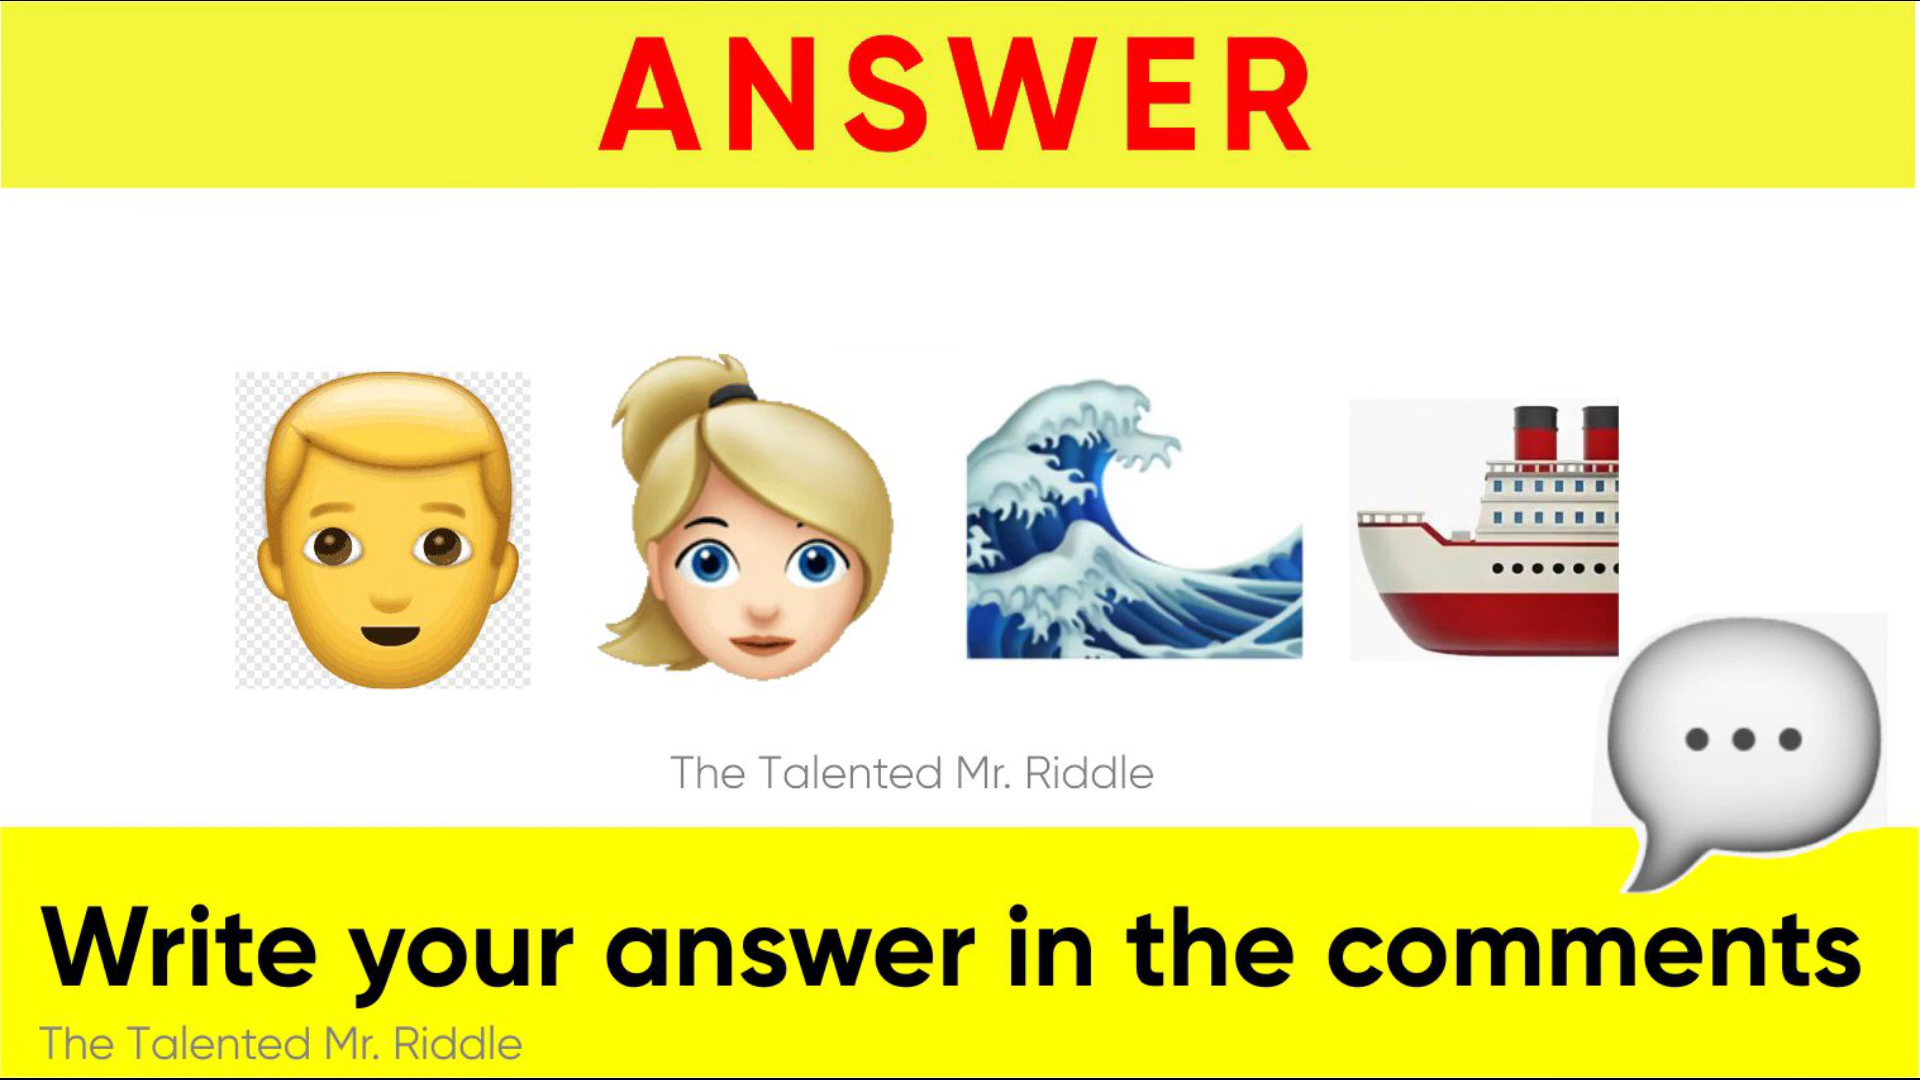 ANSWER
The Talented Mr. Riddle
Write your answer in the comments
The Talented Mr. Riddle